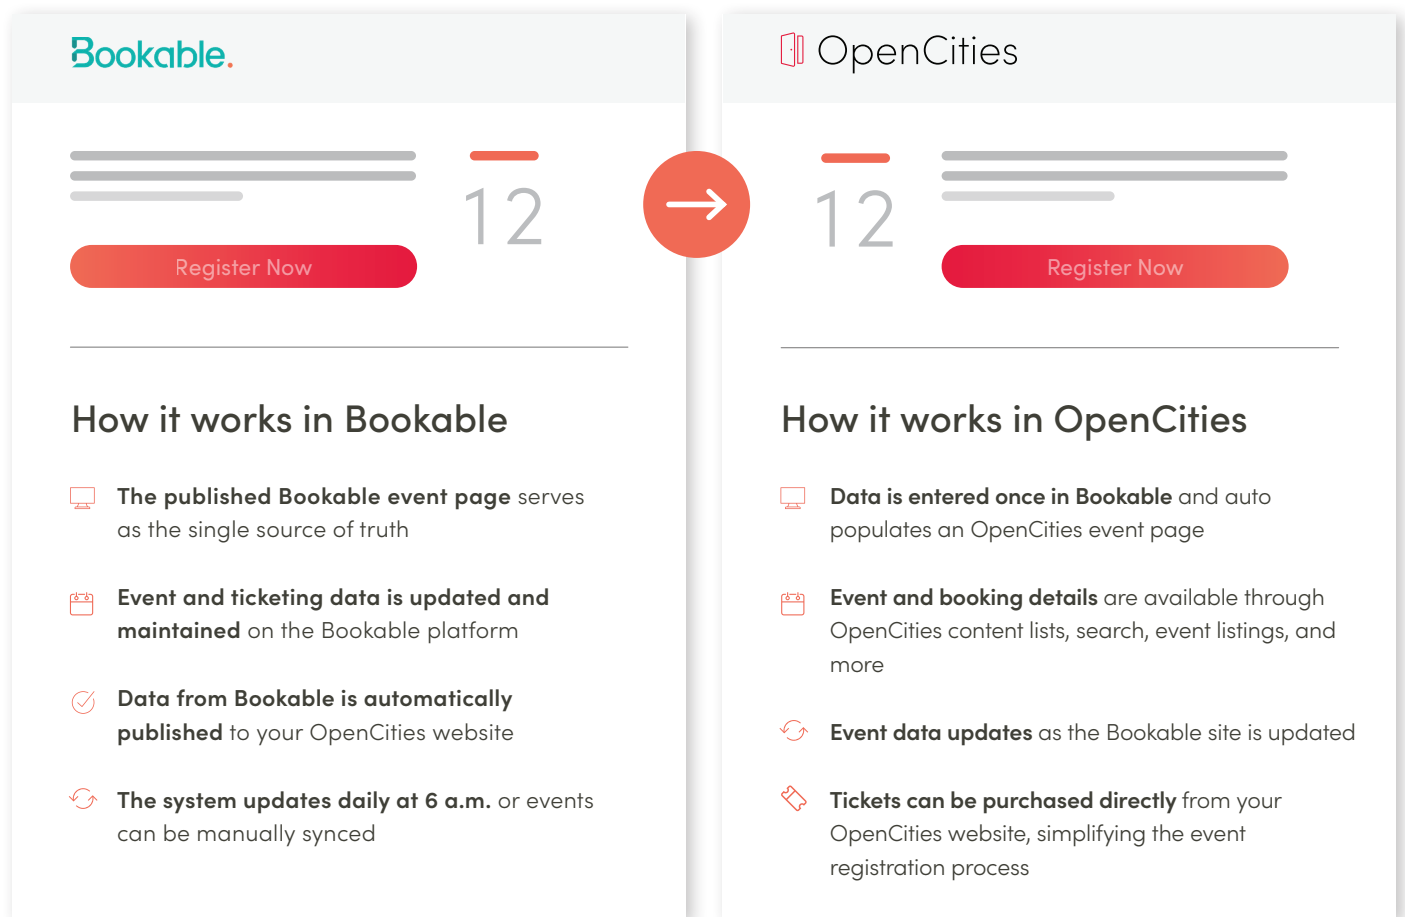 Bookable.
12
Register Now
How it works in Bookable
The published Bookable event page serves
as the single source of truth
Event and ticketing data is updated and
maintained on the Bookable platform
Data from Bookable is automatically
published to your OpenCities website
The system updates daily at 6 a.m. or events
can be manually synced
OpenCities
12
Register Now
How it works in OpenCities
Data is entered once in Bookable and auto
populates an OpenCities event page
Event and booking details are available through
OpenCities content lists, search, event listings, and
more
Event data updates as the Bookable site is updated
Tickets can be purchased directly from your
OpenCities website, simplifying the event
registration process